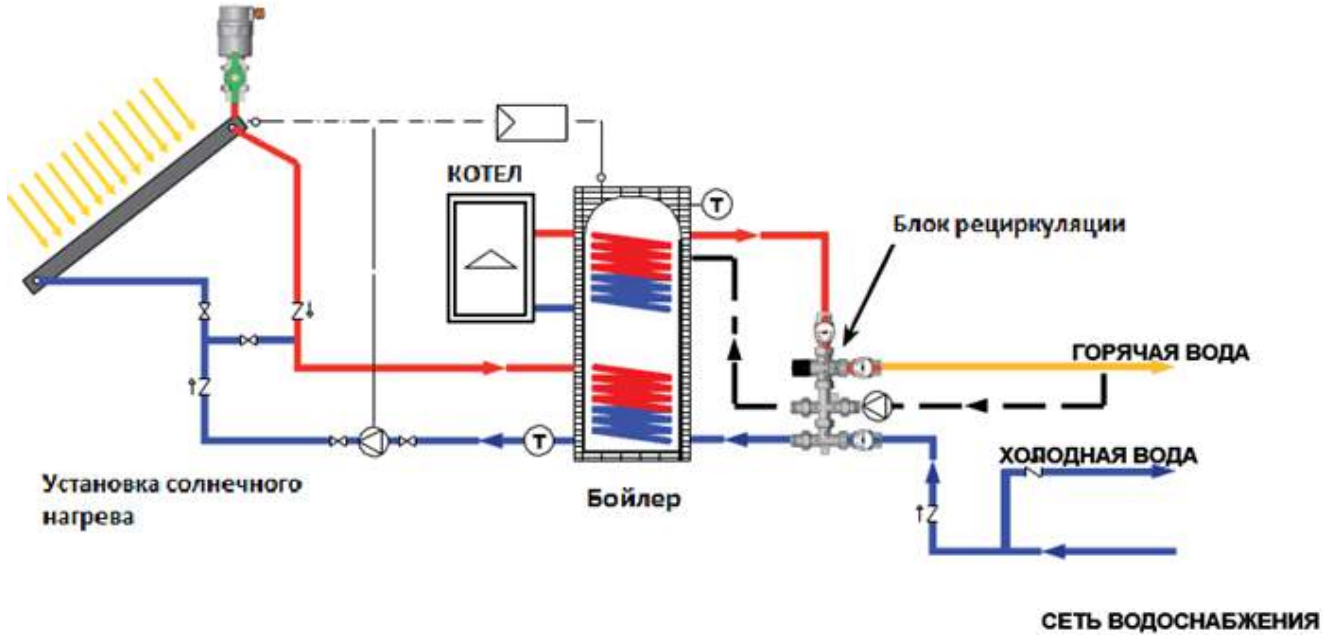 КОТЕЛ
T
Блок рециркуляции
ГОРЯЧАЯ ВОДА
T
ХОЛОДНАЯ ВОДА
Установка солнечного
нагрева
Бойлер
СЕТЬ ВОДОСНАБЖЕНИЯ